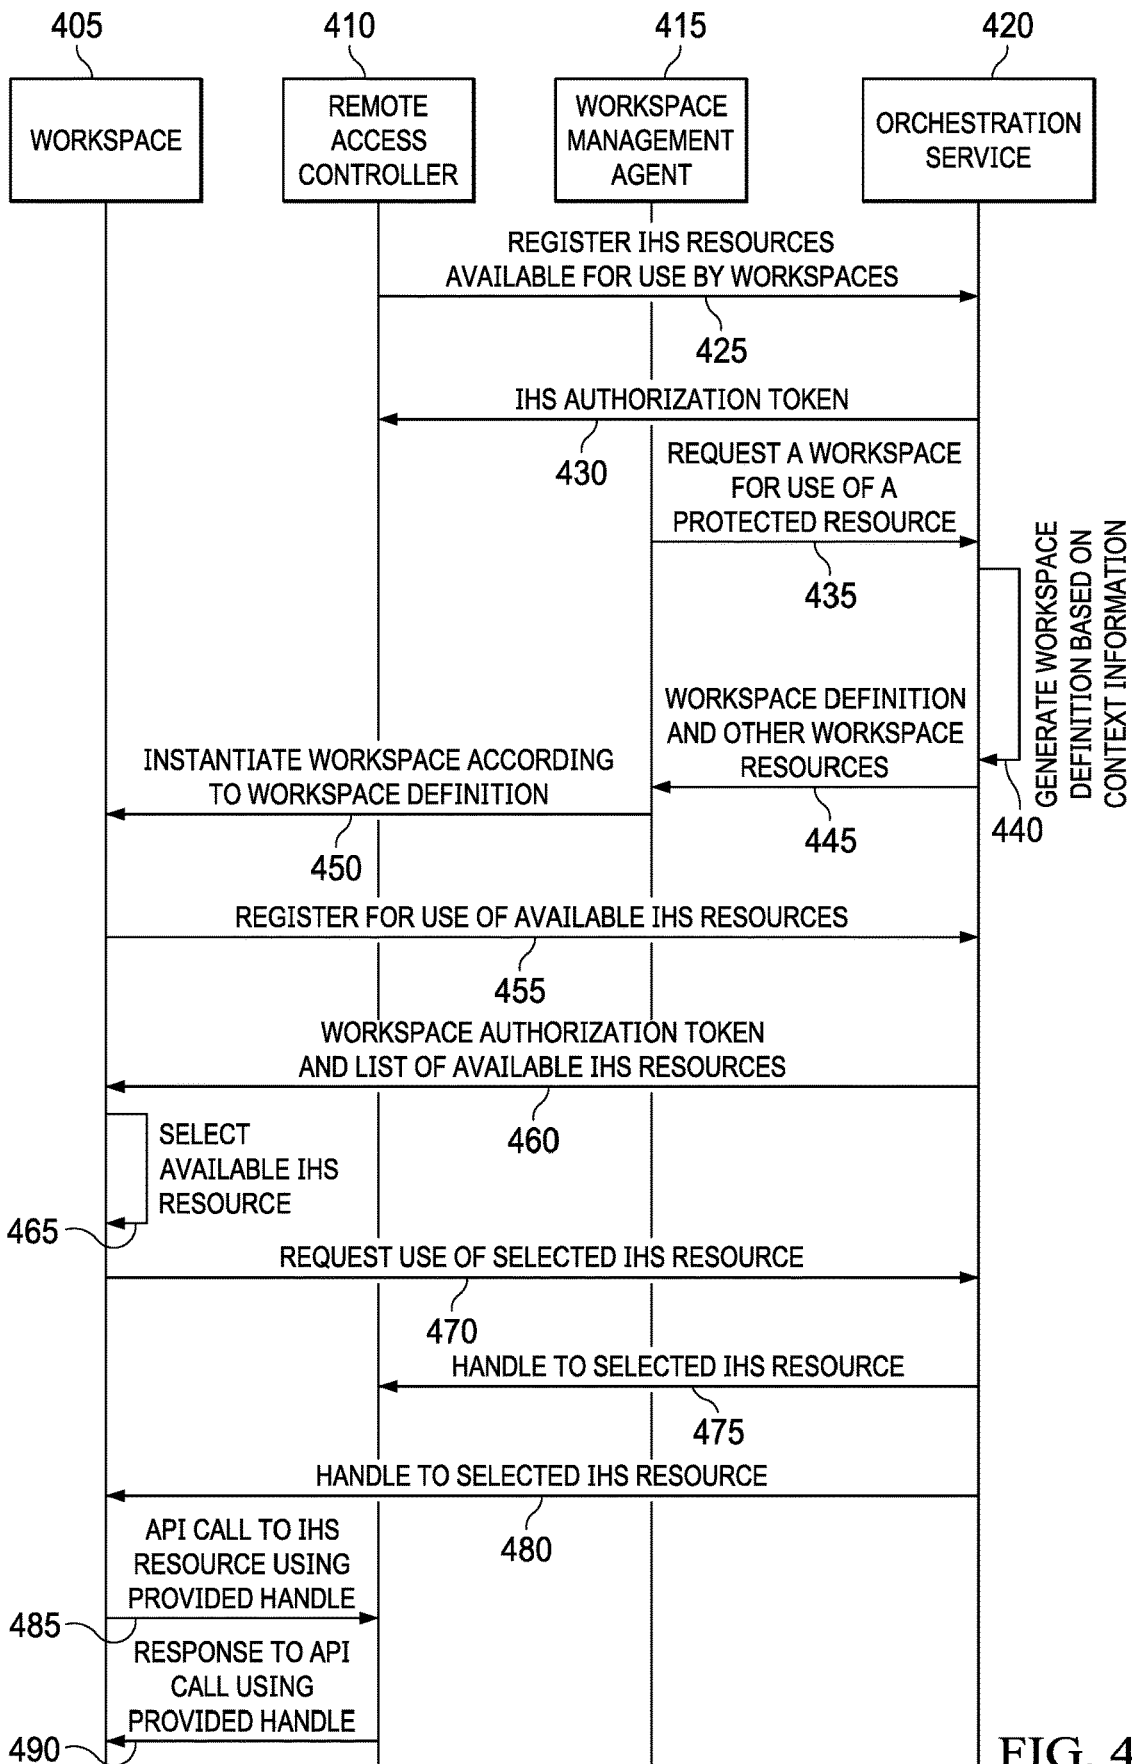 405
410
415
420
WORKSPACE
REMOTE
ACCESS
CONTROLLER
WORKSPACE
MANAGEMENT
AGENT
ORCHESTRATION
SERVICE
REGISTER IHS RESOURCES
AVAILABLE FOR USE BY WORKSPACES
425
IHS AUTHORIZATION TOKEN
430
REQUEST A WORKSPACE
FOR USE OF A
PROTECTED RESOURCE
435
GENERATE WORKSPACE
DEFINITION BASED ON
CONTEXT INFORMATION
440
WORKSPACE DEFINITION
AND OTHER WORKSPACE
RESOURCES
445
INSTANTIATE WORKSPACE ACCORDING
TO WORKSPACE DEFINITION
450
REGISTER FOR USE OF AVAILABLE IHS RESOURCES
455
WORKSPACE AUTHORIZATION TOKEN
AND LIST OF AVAILABLE IHS RESOURCES
460
SELECT
AVAILABLE IHS
RESOURCE
465
REQUEST USE OF SELECTED IHS RESOURCE
470
HANDLE TO SELECTED IHS RESOURCE
475
HANDLE TO SELECTED IHS RESOURCE
480
API CALL TO IHS
RESOURCE USING
PROVIDED HANDLE
485
RESPONSE TO API
CALL USING
PROVIDED HANDLE
490
FIG. 4